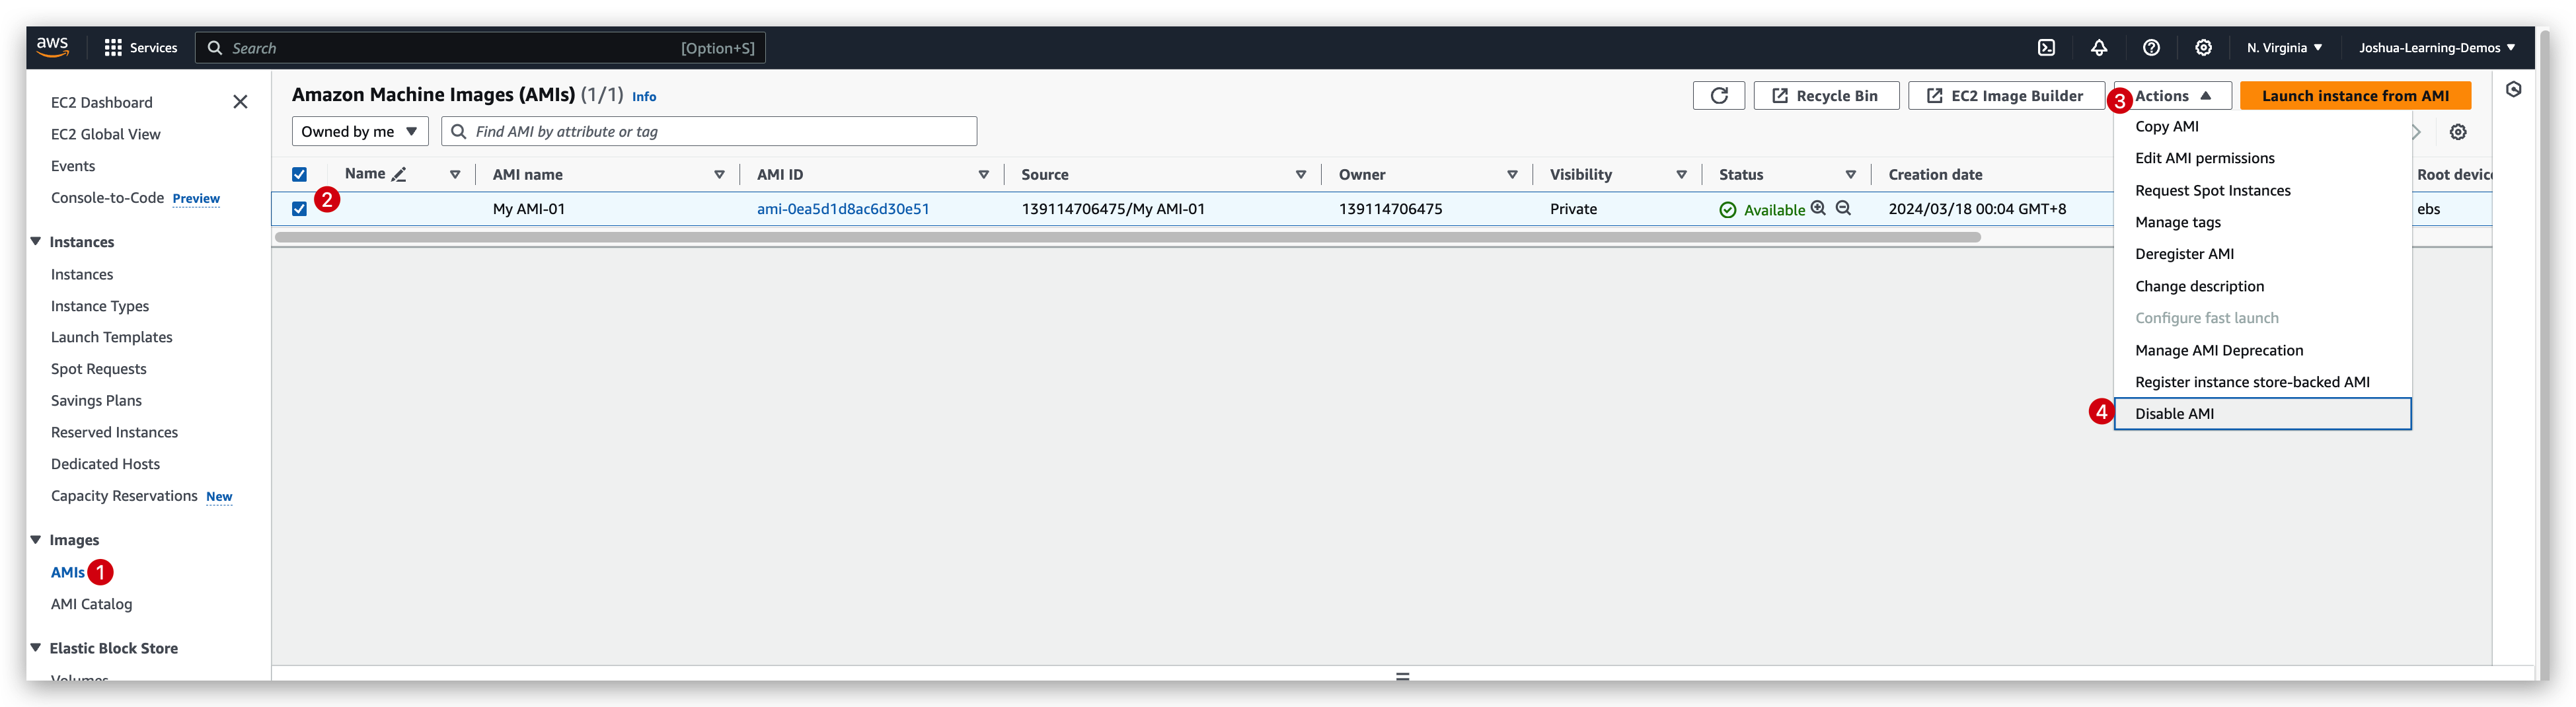 aws
Services
Search
[Option+S]
N. Virginia
Joshua-Learning-Demos
EC2 Dashboard
EC2 Global View
Events
Console-to-Code Preview
Instances
Instances
Instance Types
Launch Templates
Spot Requests
Savings Plans
Reserved Instances
Dedicated Hosts
Capacity Reservations New
Images
AMIs 1
AMI Catalog
Elastic Block Store
Volumes
Amazon Machine Images (AMIs) (1/1) Info
Recycle Bin
EC2 Image Builder
3 Actions
Launch instance from AMI
Owned by me
Find AMI by attribute or tag
Name
AMI name
AMI ID
Source
Owner
Visibility
Status
Creation date
Root devic
2
My AMI-01
ami-0ea5d1d8ac6d30e51
139114706475/My AMI-01
139114706475
Private
Available
2024/03/18 00:04 GMT+8
ebs
Copy AMI
Edit AMI permissions
Request Spot Instances
Manage tags
Deregister AMI
Change description
Configure fast launch
Manage AMI Deprecation
Register instance store-backed AMI
4 Disable AMI